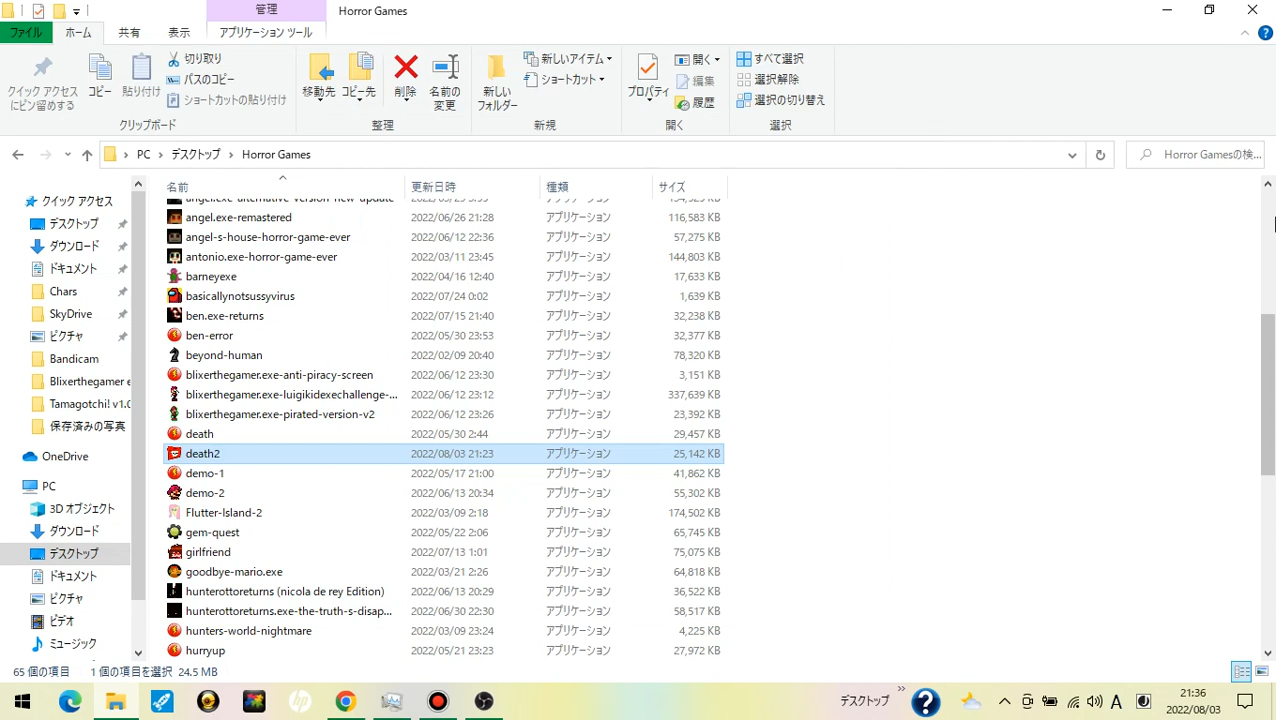 管理
Horror Games
ファイル ホーム 共有 表示 アプリケーション ツール
クイック アクセス
にピン留めする
コピー
貼り付け
切り取り
パスのコピー
ショートカットの貼り付け
クリップボード
移動先
コピー先
削除
名前の
変更
整理
新しい
フォルダー
新しいアイテム
ショートカット
新規
プロパティ
開く
編集
履歴
開く
すべて選択
選択解除
選択の切り替え
選択
PC デスクトップ Horror Games
Horror Gamesの検...
クイック アクセス
デスクトップ
ダウンロード
ドキュメント
Chars
SkyDrive
ピクチャ
Bandicam
Blixerthegamer e
Tamagotchi! v1.0
保存済みの写真
OneDrive
PC
3D オブジェクト
ダウンロード
デスクトップ
ドキュメント
ピクチャ
ビデオ
ミュージック
名前 更新日時 種類 サイズ
angel.exe-remastered 2022/06/26 21:28 アプリケーション 116,583 KB
angel-s-house-horror-game-ever 2022/06/12 22:36 アプリケーション 57,275 KB
antonio.exe-horror-game-ever 2022/03/11 23:45 アプリケーション 144,803 KB
barneyexe 2022/04/16 12:40 アプリケーション 17,633 KB
basicallynotsussyvirus 2022/07/24 0:02 アプリケーション 1,639 KB
ben.exe-returns 2022/07/15 21:40 アプリケーション 32,238 KB
ben-error 2022/05/30 23:53 アプリケーション 32,377 KB
beyond-human 2022/02/09 20:40 アプリケーション 78,320 KB
blixerthegamer.exe-anti-piracy-screen 2022/06/12 23:30 アプリケーション 3,151 KB
blixerthegamer.exe-luigikidexechallenge-... 2022/06/12 23:12 アプリケーション 337,639 KB
blixerthegamer.exe-pirated-version-v2 2022/06/12 23:26 アプリケーション 23,392 KB
death 2022/05/30 2:44 アプリケーション 29,457 KB
death2 2022/08/03 21:23 アプリケーション 25,142 KB
demo-1 2022/05/17 21:00 アプリケーション 41,862 KB
demo-2 2022/06/13 20:34 アプリケーション 55,302 KB
Flutter-Island-2 2022/03/09 2:18 アプリケーション 174,502 KB
gem-quest 2022/05/22 2:06 アプリケーション 65,745 KB
girlfriend 2022/07/13 1:01 アプリケーション 75,075 KB
goodbye-mario.exe 2022/03/21 2:26 アプリケーション 64,818 KB
hunterottoreturns (nicola de rey Edition) 2022/06/13 20:29 アプリケーション 36,522 KB
hunterottoreturns.exe-the-truth-s-disap... 2022/06/30 22:30 アプリケーション 58,517 KB
hunters-world-nightmare 2022/03/09 23:24 アプリケーション 4,225 KB
hurryup 2022/05/21 23:23 アプリケーション 27,972 KB
65 個の項目 1 個の項目を選択 24.5 MB
デスクトップ
A
21:36
2022/08/03